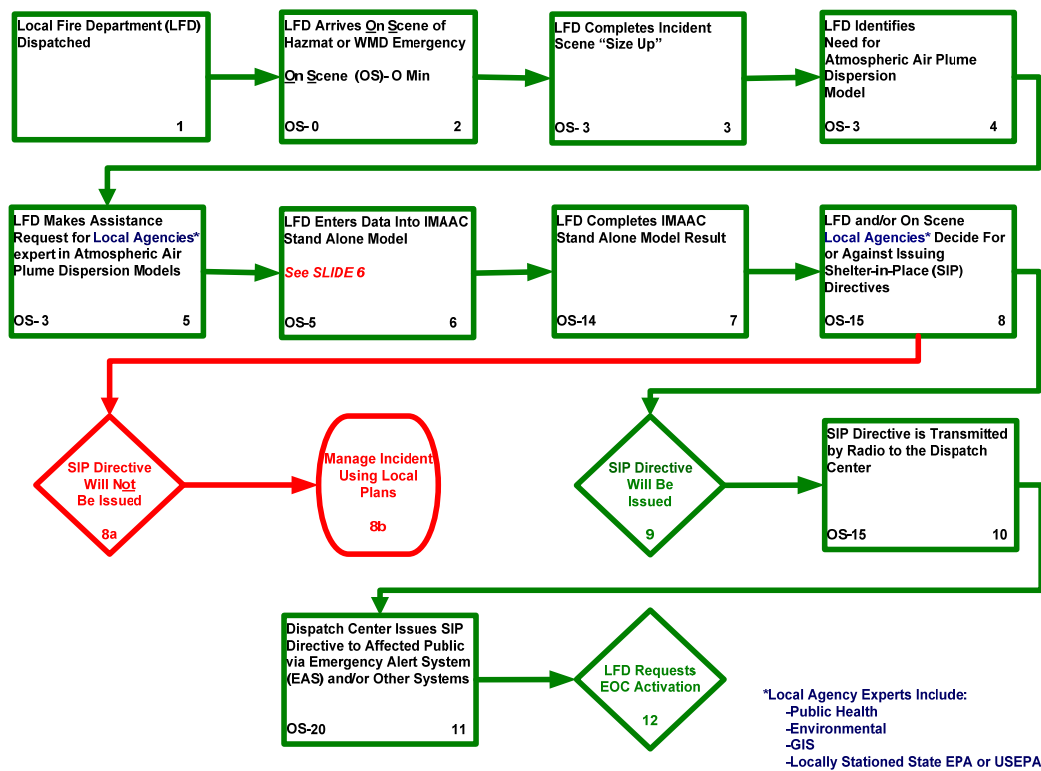 Local Fire Department (LFD)
Dispatched
1
LFD Arrives On Scene of
Hazmat or WMD Emergency
On Scene (OS)- O Min
OS- 0
2
LFD Completes Incident
Scene “Size Up”
OS- 3
3
LFD Identifies
Need for
Atmospheric Air Plume
Dispersion
Model
OS- 3
4
LFD Makes Assistance
Request for Local Agencies*
expert in Atmospheric Air
Plume Dispersion Models
OS- 3
5
LFD Enters Data Into IMAAC
Stand Alone Model
See SLIDE 6
OS-5
6
LFD Completes IMAAC
Stand Alone Model Result
OS-14
7
LFD and/or On Scene
Local Agencies* Decide For
or Against Issuing
Shelter-in-Place (SIP)
Directives
OS-15
8
SIP Directive
Will Not
Be Issued
8a
Manage Incident
Using Local
Plans
8b
SIP Directive
Will Be
Issued
9
SIP Directive is Transmitted
by Radio to the Dispatch
Center
OS-15
10
Dispatch Center Issues SIP
Directive to Affected Public
via Emergency Alert System
(EAS) and/or Other Systems
OS-20
11
LFD Requests
EOC Activation
12
*Local Agency Experts Include:
-Public Health
-Environmental
-GIS
-Locally Stationed State EPA or USEPA